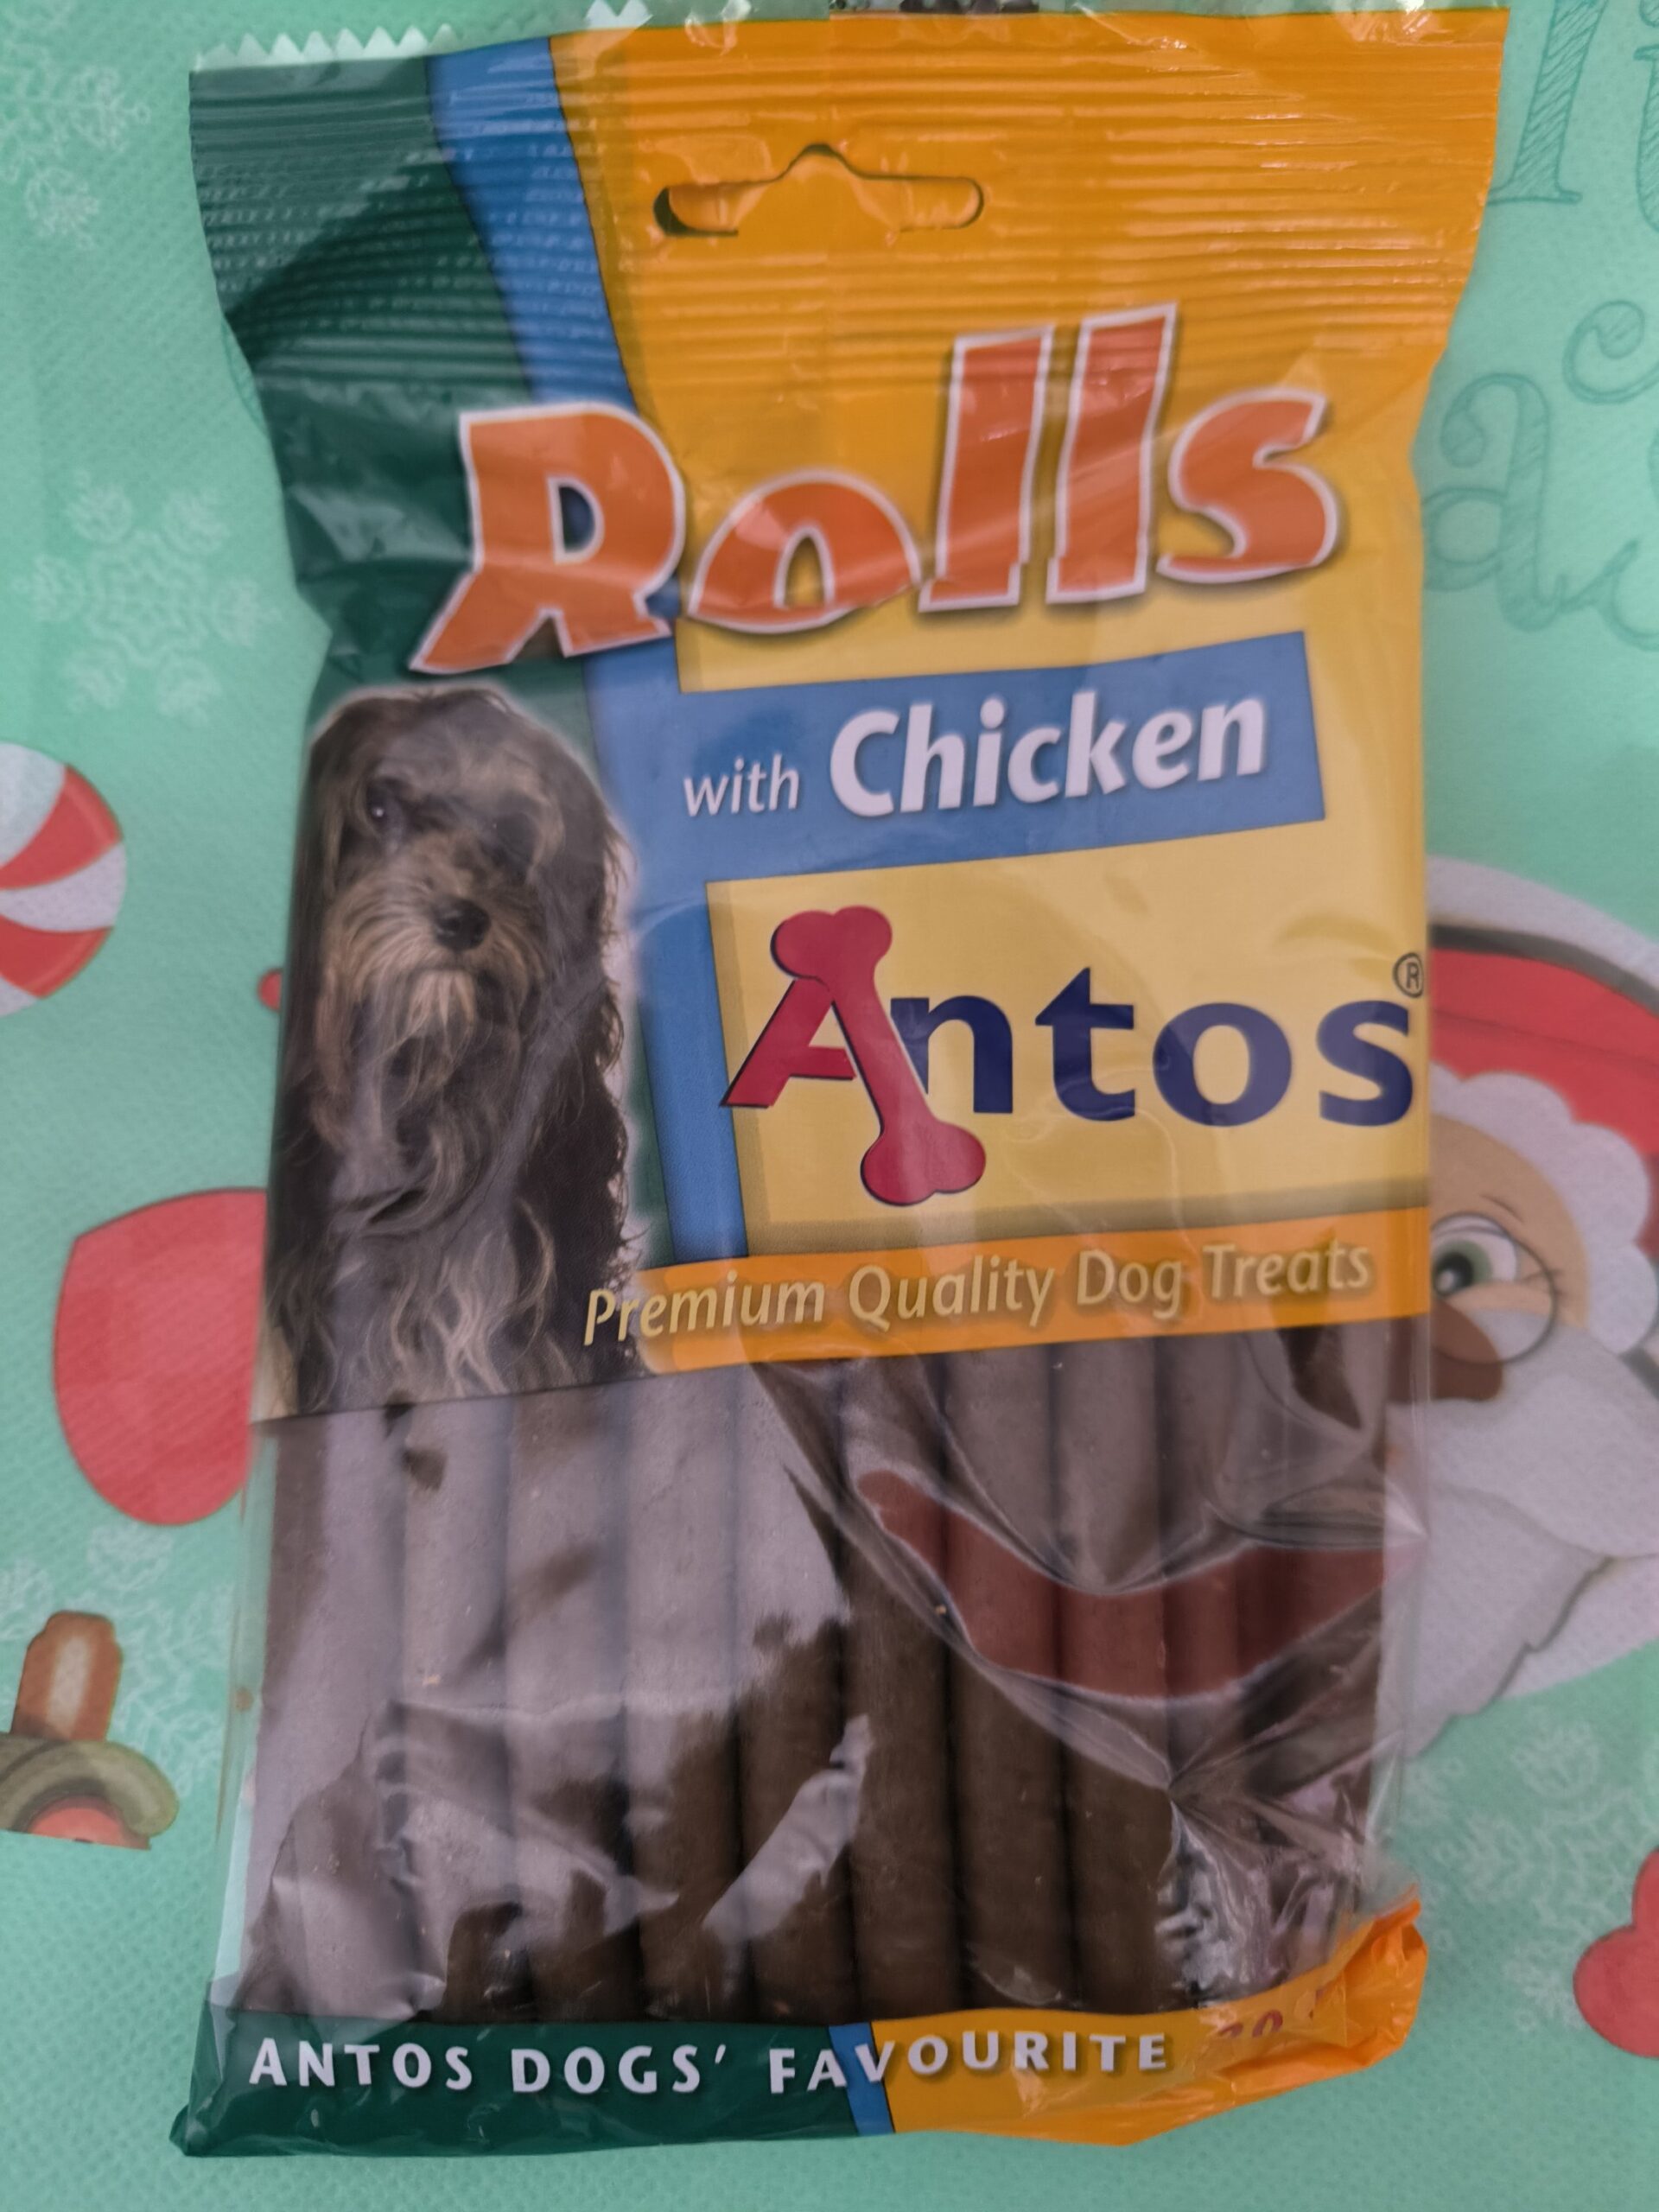 Rolls
with Chicken
Antos®
Premium Quality Dog Treats
ANTOS DOGS' FAVOURITE